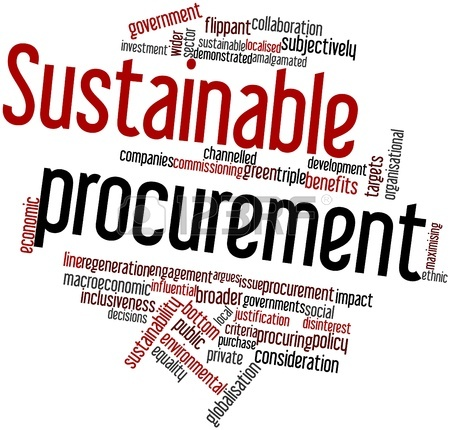 government
flippant
collaboration
wider
sector
investment
sustainable
localised
subjectively
demonstrated
amalgamated
Sustainable
companies
channelled
commissioning
green
triple
development
benefits
targets
organisational
procurement
economic
maximising
ethnic
line
regeneration
engagement
argues
issue
procurement
impact
macroeconomic
influential
broader
governments
social
inclusiveness
decisions
sustainability
bottom
local
justification
disinterest
public
criteria
procuring
policy
purchase
equality
environmental
private
consideration
globalisation
123RF